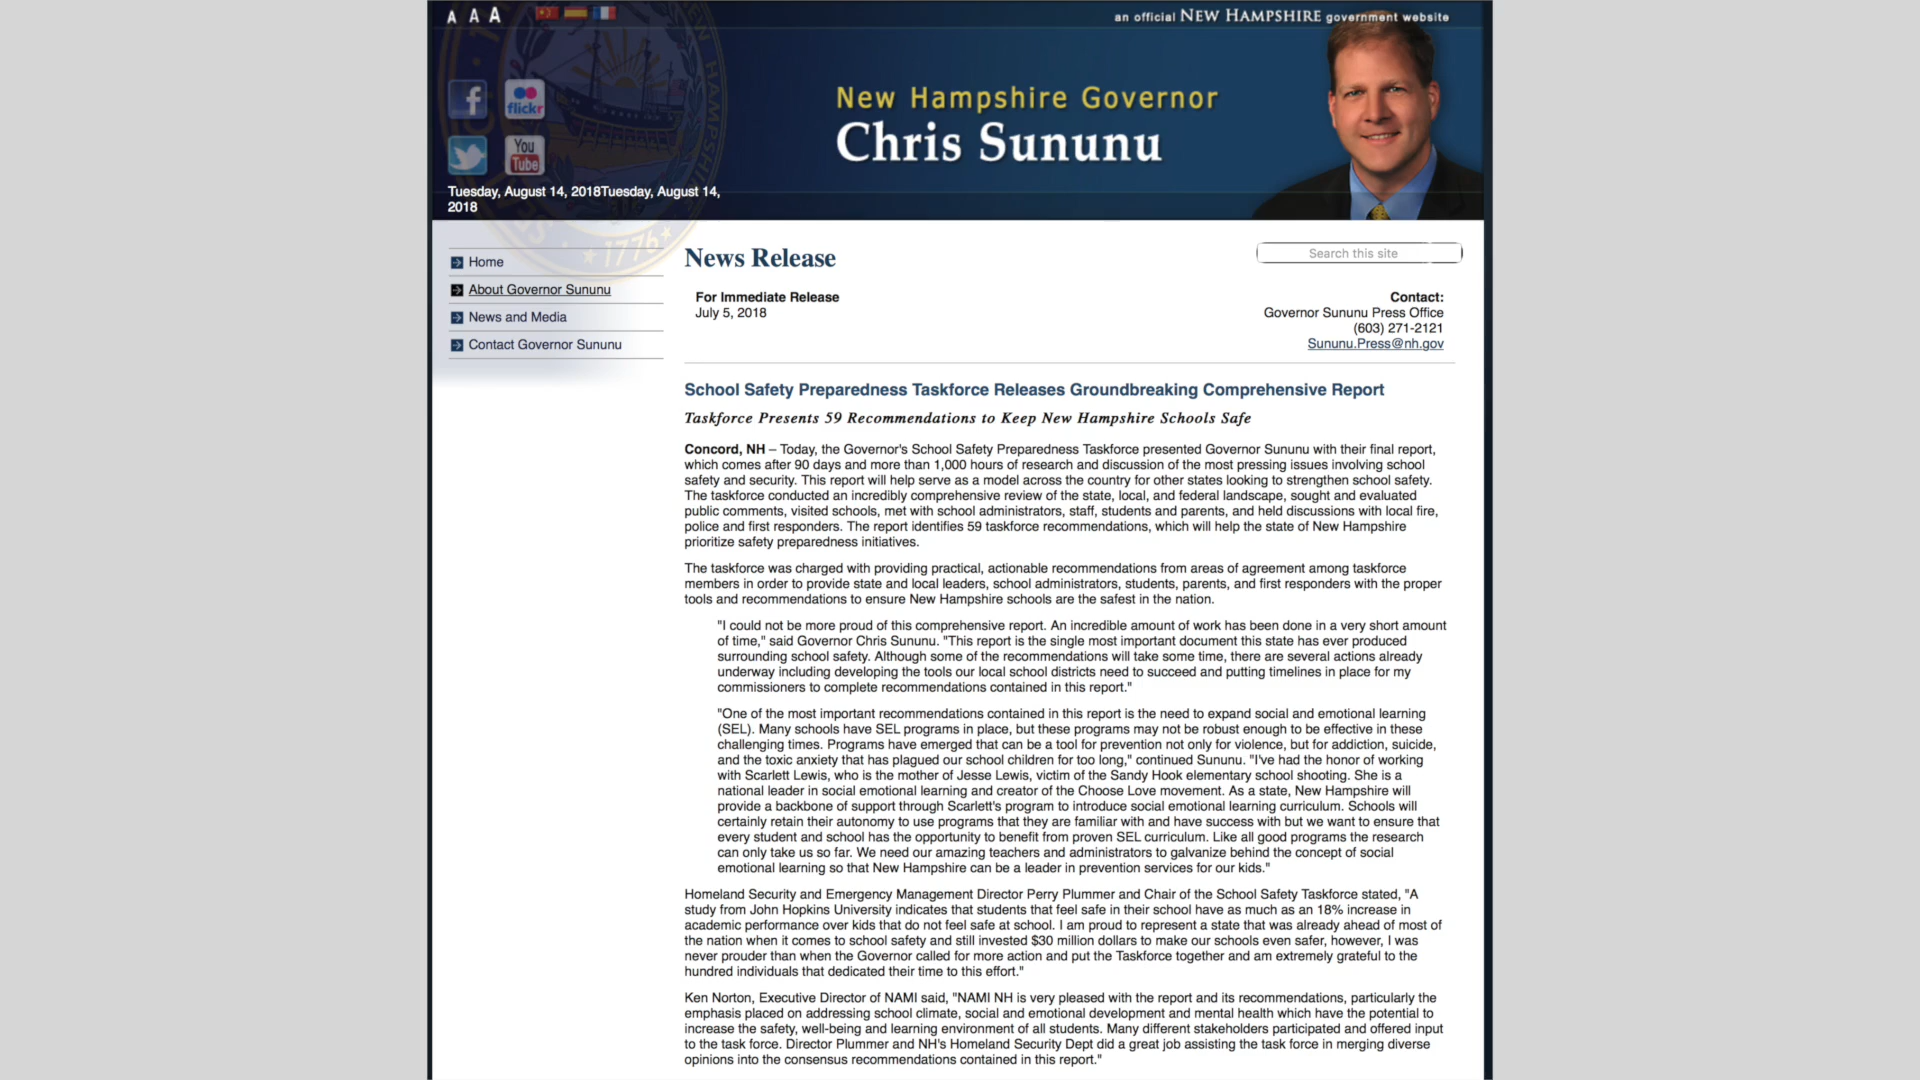 A A A
an official NEW HAMPSHIRE government website
flickr
You
Tube
New Hampshire Governor
Chris Sununu
Tuesday, August 14, 2018Tuesday, August 14,
2018
1776
Home
About Governor Sununu
News and Media
Contact Governor Sununu
News Release
Search this site
For Immediate Release
July 5, 2018
Contact:
Governor Sununu Press Office
(603) 271-2121
Sununu.Press@nh.gov
School Safety Preparedness Taskforce Releases Groundbreaking Comprehensive Report
Taskforce Presents 59 Recommendations to Keep New Hampshire Schools Safe
Concord, NH – Today, the Governor's School Safety Preparedness Taskforce presented Governor Sununu with their final report,
which comes after 90 days and more than 1,000 hours of research and discussion of the most pressing issues involving school
safety and security. This report will help serve as a model across the country for other states looking to strengthen school safety.
The taskforce conducted an incredibly comprehensive review of the state, local, and federal landscape, sought and evaluated
public comments, visited schools, met with school administrators, staff, students and parents, and held discussions with local fire,
police and first responders. The report identifies 59 taskforce recommendations, which will help the state of New Hampshire
prioritize safety preparedness initiatives.
The taskforce was charged with providing practical, actionable recommendations from areas of agreement among taskforce
members in order to provide state and local leaders, school administrators, students, parents, and first responders with the proper
tools and recommendations to ensure New Hampshire schools are the safest in the nation.
"I could not be more proud of this comprehensive report. An incredible amount of work has been done in a very short amount
of time," said Governor Chris Sununu. "This report is the single most important document this state has ever produced
surrounding school safety. Although some of the recommendations will take some time, there are several actions already
underway including developing the tools our local school districts need to succeed and putting timelines in place for my
commissioners to complete recommendations contained in this report."
"One of the most important recommendations contained in this report is the need to expand social and emotional learning
(SEL). Many schools have SEL programs in place, but these programs may not be robust enough to be effective in these
challenging times. Programs have emerged that can be a tool for prevention not only for violence, but for addiction, suicide,
and the toxic anxiety that has plagued our school children for too long," continued Sununu. "I've had the honor of working
with Scarlett Lewis, who is the mother of Jesse Lewis, victim of the Sandy Hook elementary school shooting. She is a
national leader in social emotional learning and creator of the Choose Love movement. As a state, New Hampshire will
provide a backbone of support through Scarlett's program to introduce social emotional learning curriculum. Schools will
certainly retain their autonomy to use programs that they are familiar with and have success with but we want to ensure that
every student and school has the opportunity to benefit from proven SEL curriculum. Like all good programs the research
can only take us so far. We need our amazing teachers and administrators to galvanize behind the concept of social
emotional learning so that New Hampshire can be a leader in prevention services for our kids."
Homeland Security and Emergency Management Director Perry Plummer and Chair of the School Safety Taskforce stated, "A
study from John Hopkins University indicates that students that feel safe in their school have as much as an 18% increase in
academic performance over kids that do not feel safe at school. I am proud to represent a state that was already ahead of most of
the nation when it comes to school safety and still invested $30 million dollars to make our schools even safer, however, I was
never prouder than when the Governor called for more action and put the Taskforce together and am extremely grateful to the
hundred individuals that dedicated their time to this effort."
Ken Norton, Executive Director of NAMI said, "NAMI NH is very pleased with the report and its recommendations, particularly the
emphasis placed on addressing school climate, social and emotional development and mental health which have the potential to
increase the safety, well-being and learning environment of all students. Many different stakeholders participated and offered input
to the task force. Director Plummer and NH's Homeland Security Dept did a great job assisting the task force in merging diverse
opinions into the consensus recommendations contained in this report."